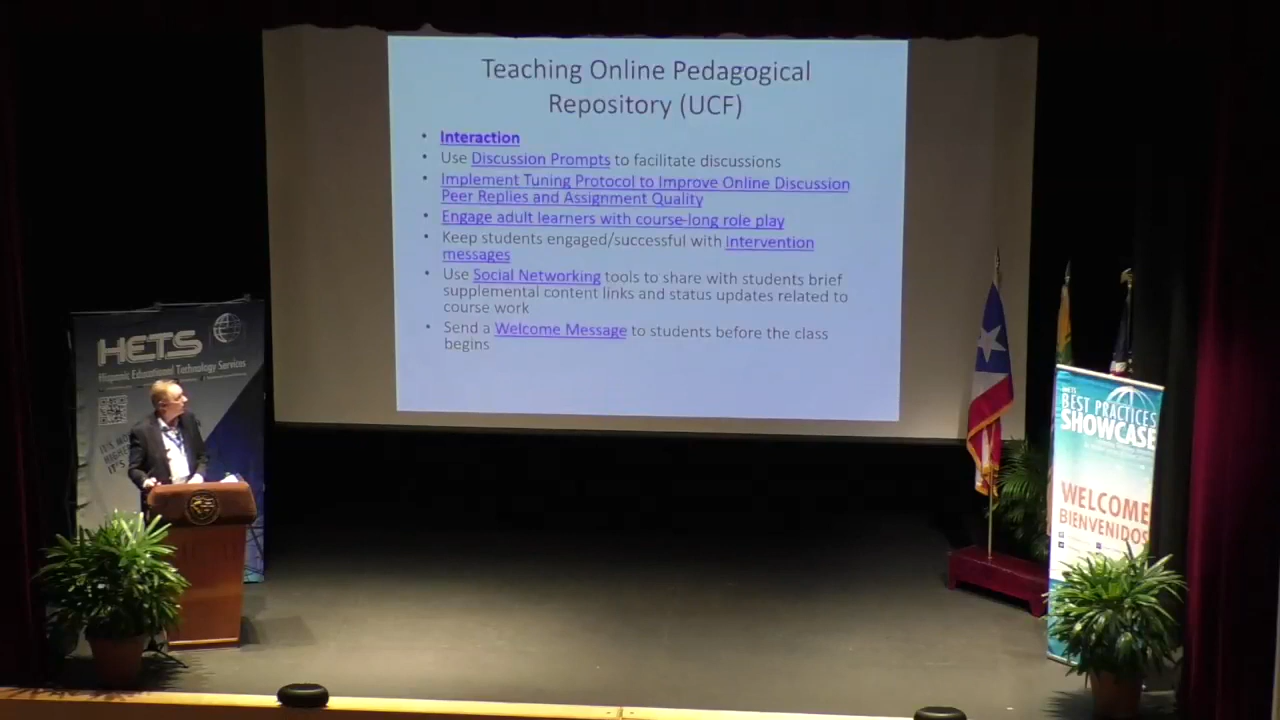 Teaching Online Pedagogical
Repository (UCF)
• Interaction
• Use Discussion Prompts to facilitate discussions
• Implement Tuning Protocol to Improve Online Discussion
Peer Replies and Assignment Quality
• Engage adult learners with course-long role play
• Keep students engaged/successful with Intervention
messages
• Use Social Networking tools to share with students brief
supplemental content links and status updates related to
course work
• Send a Welcome Message to students before the class
begins
HETS
Hispanic Educational Technology Services
BEST PRACTICES
SHOWCASE
WELCOME
BIENVENIDOS